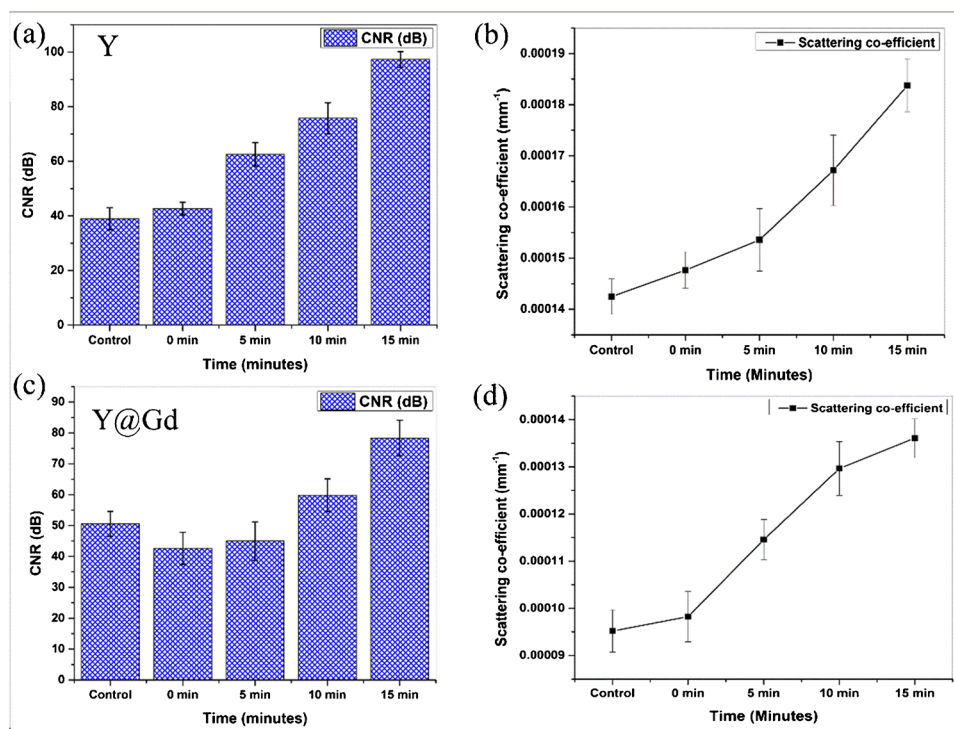 (a)
Y
CNR (dB)
100
80
60
40
20
0
CNR (dB)
Control 0 min 5 min 10 min 15 min
Time (minutes)
(b)
Scattering co-efficient
0.00019
0.00018
0.00017
0.00016
0.00015
0.00014
Scattering co-efficient (mm⁻¹)
Control 0 min 5 min 10 min 15 min
Time (Minutes)
(c)
Y@Gd
CNR (dB)
90
80
70
60
50
40
30
20
10
0
CNR (dB)
Control 0 min 5 min 10 min 15 min
Time (minutes)
(d)
Scattering co-efficient
0.00014
0.00013
0.00012
0.00011
0.00010
0.00009
Scattering co-efficient (mm⁻¹)
Control 0 min 5 min 10 min 15 min
Time (Minutes)